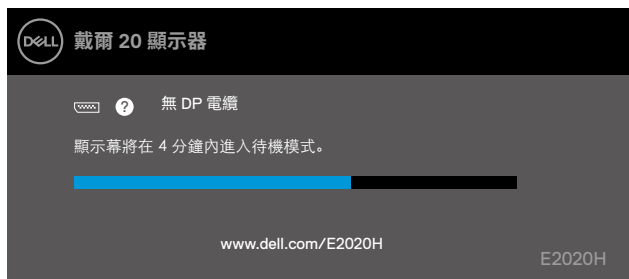 DELL 戴爾 20 顯示器
? 無 DP 電纜
顯示幕將在 4 分鐘內進入待機模式。
www.dell.com/E2020H
E2020H